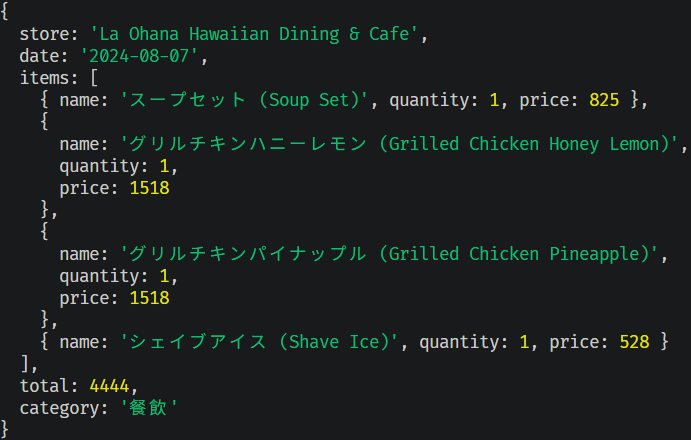 {
  store: 'La Ohana Hawaiian Dining & Cafe',
  date: '2024-08-07',
  items: [
    { name: 'スープセット (Soup Set)', quantity: 1, price: 825 },
    {
      name: 'グリルチキンハニーレモン (Grilled Chicken Honey Lemon)',
      quantity: 1,
      price: 1518
    },
    {
      name: 'グリルチキンパイナップル (Grilled Chicken Pineapple)',
      quantity: 1,
      price: 1518
    },
    { name: 'シェイブアイス (Shave Ice)', quantity: 1, price: 528 }
  ],
  total: 4444,
  category: '餐飲'
}